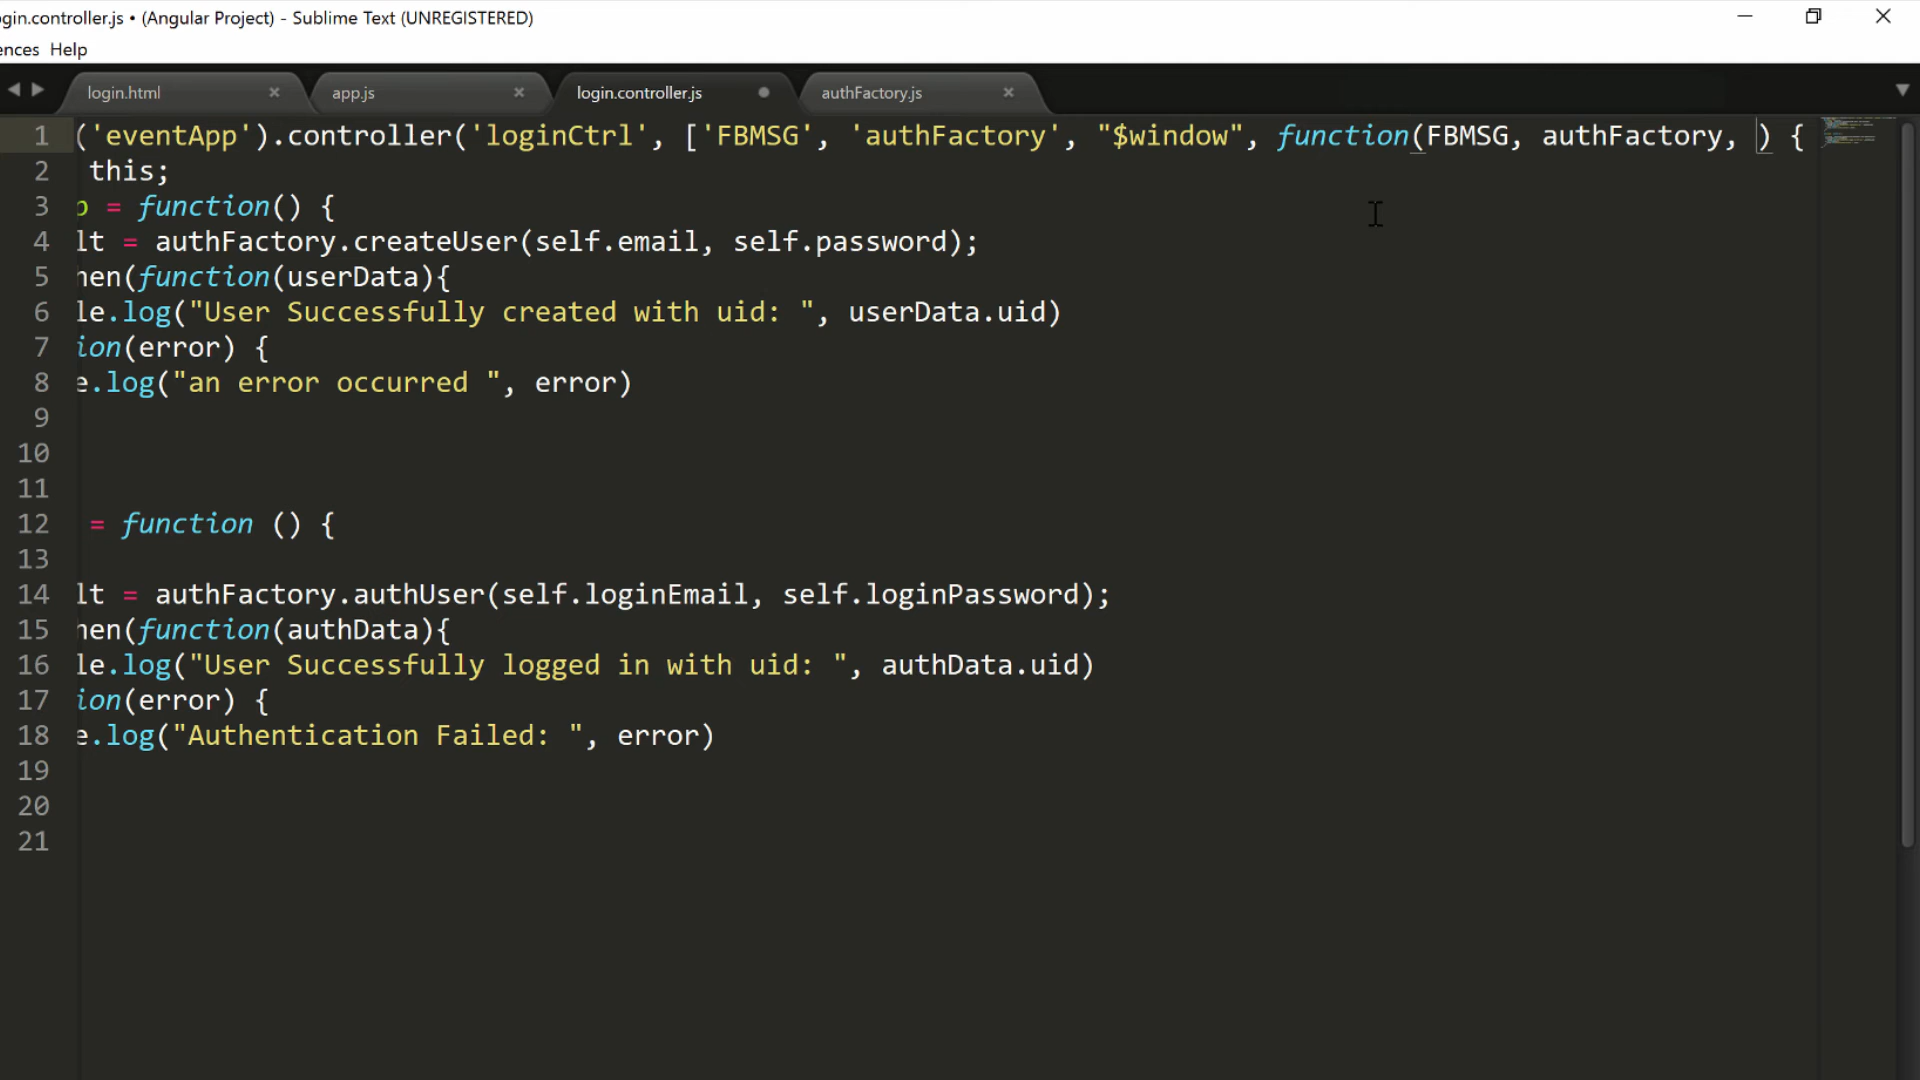 gin.controller.js • (Angular Project) - Sublime Text (UNREGISTERED)
ences Help
login.html
app.js
login.controller.js
authFactory.js
1 ('eventApp').controller('loginCtrl', ['FBMSG', 'authFactory', "$window", function(FBMSG, authFactory, ) {
2 this;
3 p = function() {
4 lt = authFactory.createUser(self.email, self.password);
5 hen(function(userData){
6 le.log("User Successfully created with uid: ", userData.uid)
7 ion(error) {
8 e.log("an error occurred ", error)
9
10
11
12 = function () {
13
14 lt = authFactory.authUser(self.loginEmail, self.loginPassword);
15 hen(function(authData){
16 le.log("User Successfully logged in with uid: ", authData.uid)
17 ion(error) {
18 e.log("Authentication Failed: ", error)
19
20
21